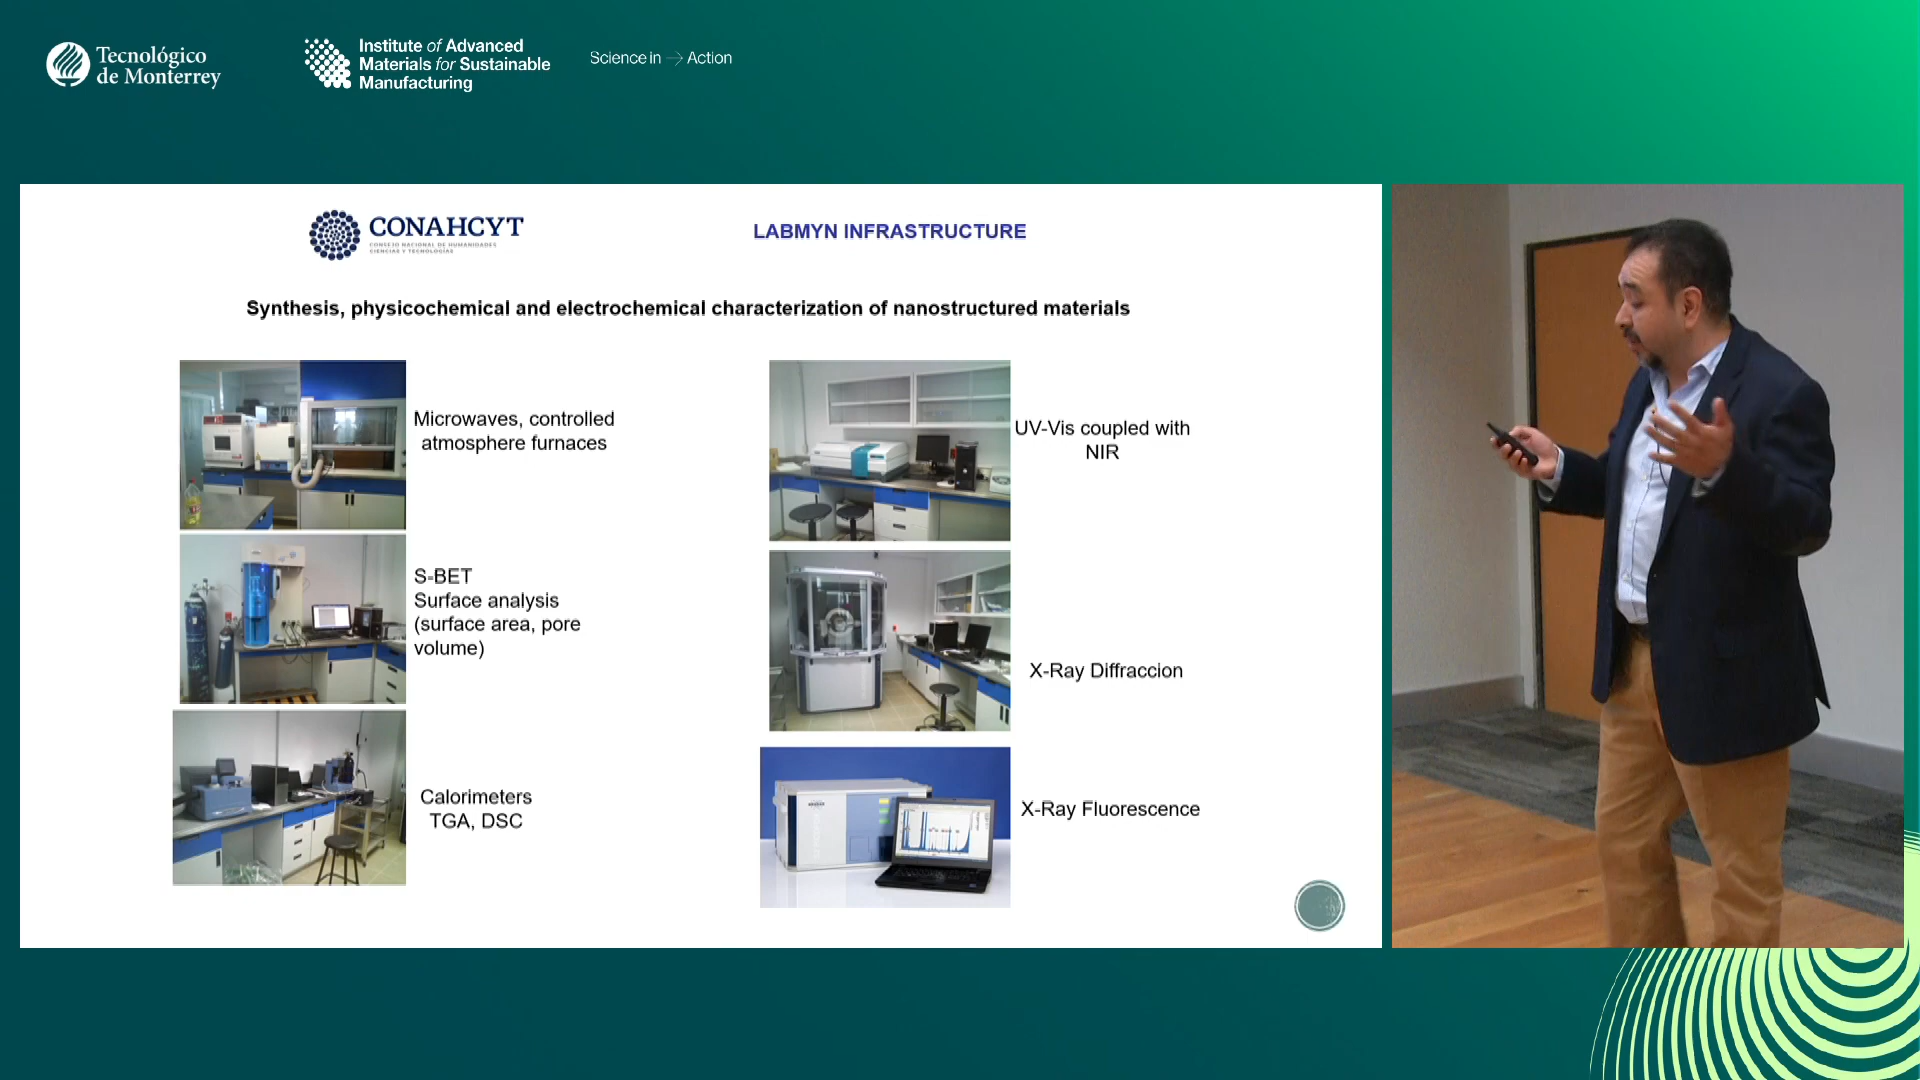 Tecnológico
de Monterrey
Institute of Advanced
Materials for Sustainable
Manufacturing
Science in → Action
CONAHCYT
CONSEJO NACIONAL DE HUMANIDADES
CIENCIAS Y TECNOLOGÍAS
LABMYN INFRASTRUCTURE
Synthesis, physicochemical and electrochemical characterization of nanostructured materials
Microwaves, controlled
atmosphere furnaces
S-BET
Surface analysis
(surface area, pore
volume)
Calorimeters
TGA, DSC
UV-Vis coupled with
NIR
X-Ray Diffraccion
X-Ray Fluorescence